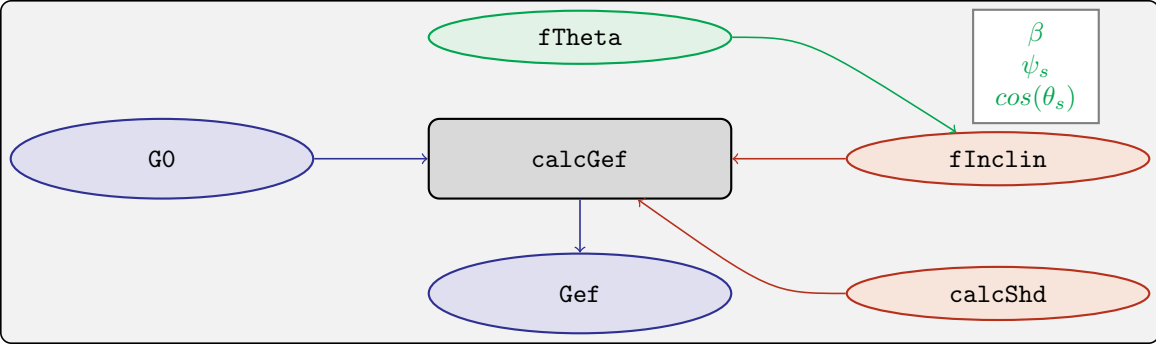 fTheta
β
ψs
cos(θs)
G0
calcGef
fInclin
Gef
calcShd